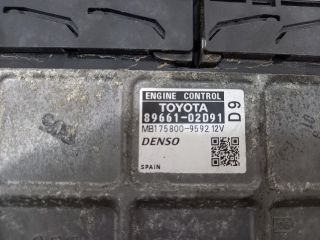 ENGINE CONTROL
TOYOTA
89661-02D91
D9
MB175800-9592 12V
DENSO
SPAIN